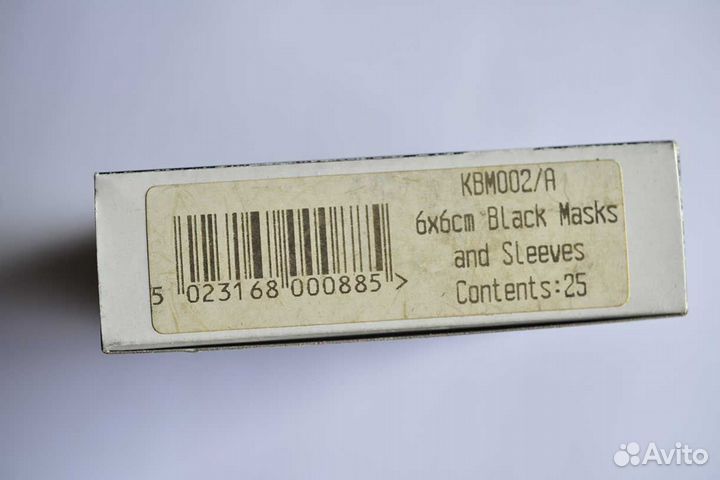 KBM002/A
6x6cm Black Masks
and Sleeves
Contents:25
5 023168 000885 >
Avito